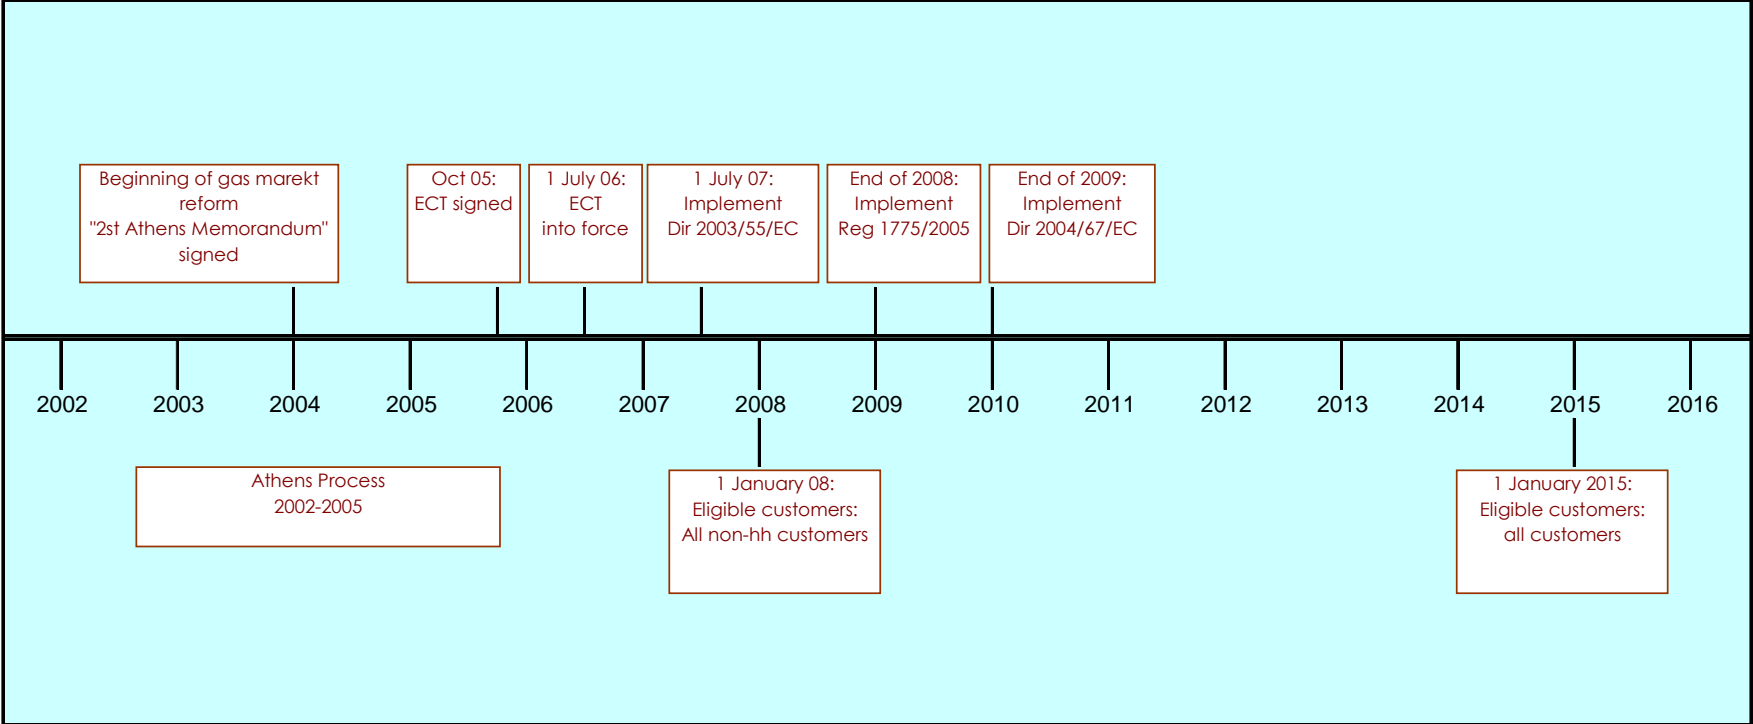 Beginning of gas marekt
reform
"2st Athens Memorandum"
signed
Oct 05:
ECT signed
1 July 06:
ECT
into force
1 July 07:
Implement
Dir 2003/55/EC
End of 2008:
Implement
Reg 1775/2005
End of 2009:
Implement
Dir 2004/67/EC
2002 2003 2004 2005 2006 2007 2008 2009 2010 2011 2012 2013 2014 2015 2016
Athens Process
2002-2005
1 January 08:
Eligible customers:
All non-hh customers
1 January 2015:
Eligible customers:
all customers